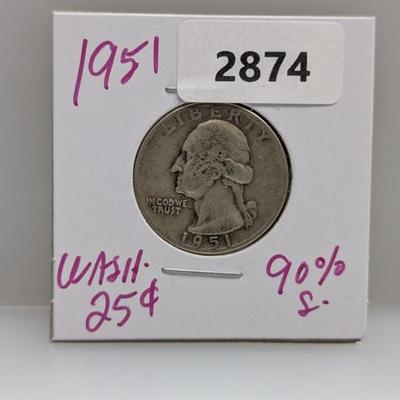 1951
2874
LIBERTY
IN GOD WE
TRUST
1951
WASH.
25¢
90%
S.